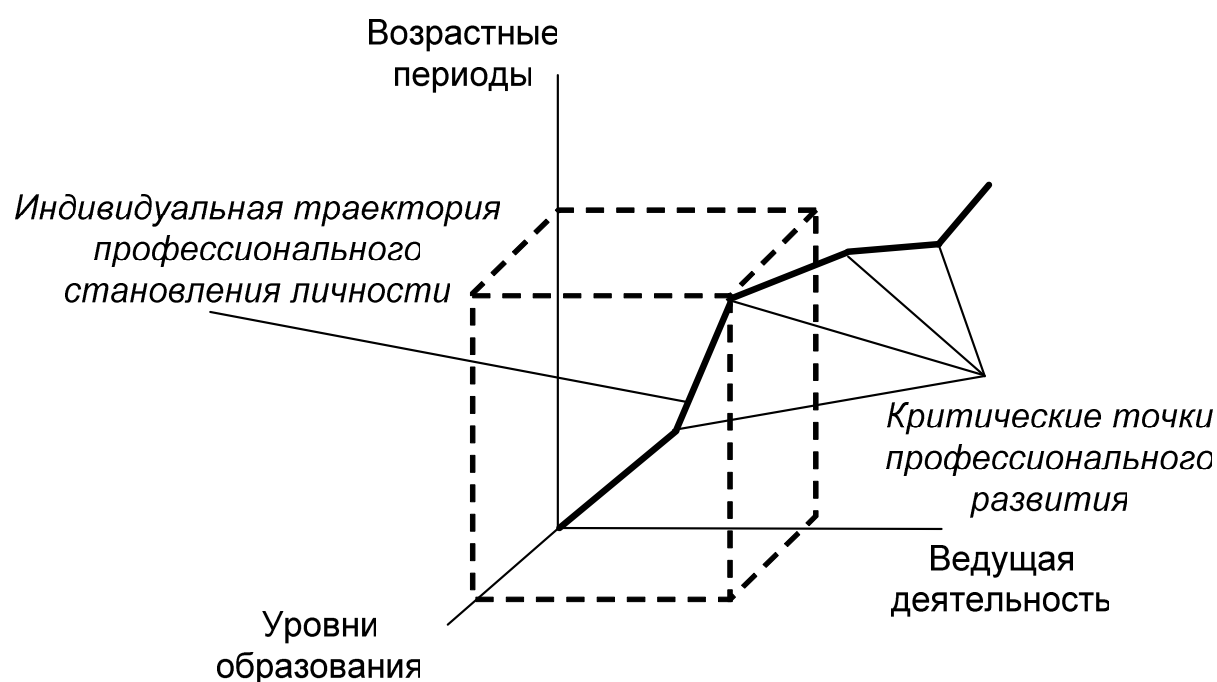 Возрастные
периоды
Индивидуальная траектория
профессионального
становления личности
Критические точки
профессионального
развития
Ведущая
деятельность
Уровни
образования